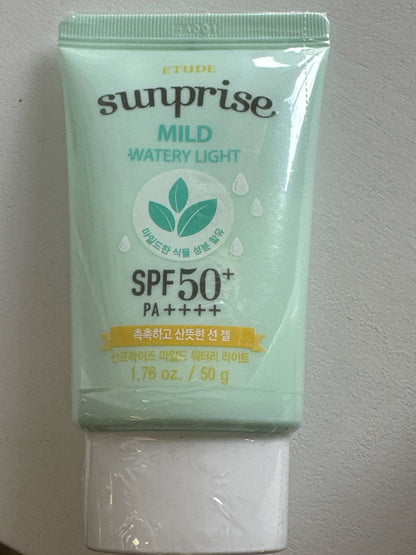 ETUDE
sunprise
MILD
WATERY LIGHT
마일드한 식물 성분 함유
SPF50+
PA++++
촉촉하고 산뜻한 선 젤
선프라이즈 마일드 워터리 라이트
1.76 oz. / 50 g